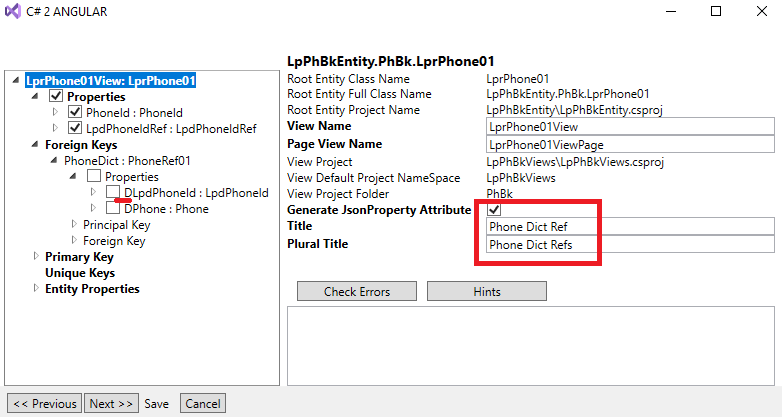 C# 2 ANGULAR
LprPhone01View: LprPhone01
Properties
PhoneId : PhoneId
LpdPhoneIdRef : LpdPhoneIdRef
Foreign Keys
PhoneDict : PhoneRef01
Properties
DLpdPhoneId : LpdPhoneId
DPhone : Phone
Principal Key
Foreign Key
Primary Key
Unique Keys
Entity Properties
LpPhBkEntity.PhBk.LprPhone01
Root Entity Class Name LprPhone01
Root Entity Full Class Name LpPhBkEntity.PhBk.LprPhone01
Root Entity Project Name LpPhBkEntity\LpPhBkEntity.csproj
View Name LprPhone01View
Page View Name LprPhone01ViewPage
View Project LpPhBkViews\LpPhBkViews.csproj
View Default Project NameSpace LpPhBkViews
View Project Folder PhBk
Generate JsonProperty Attribute
Title Phone Dict Ref
Plural Title Phone Dict Refs
Check Errors Hints
<< Previous Next >> Save Cancel